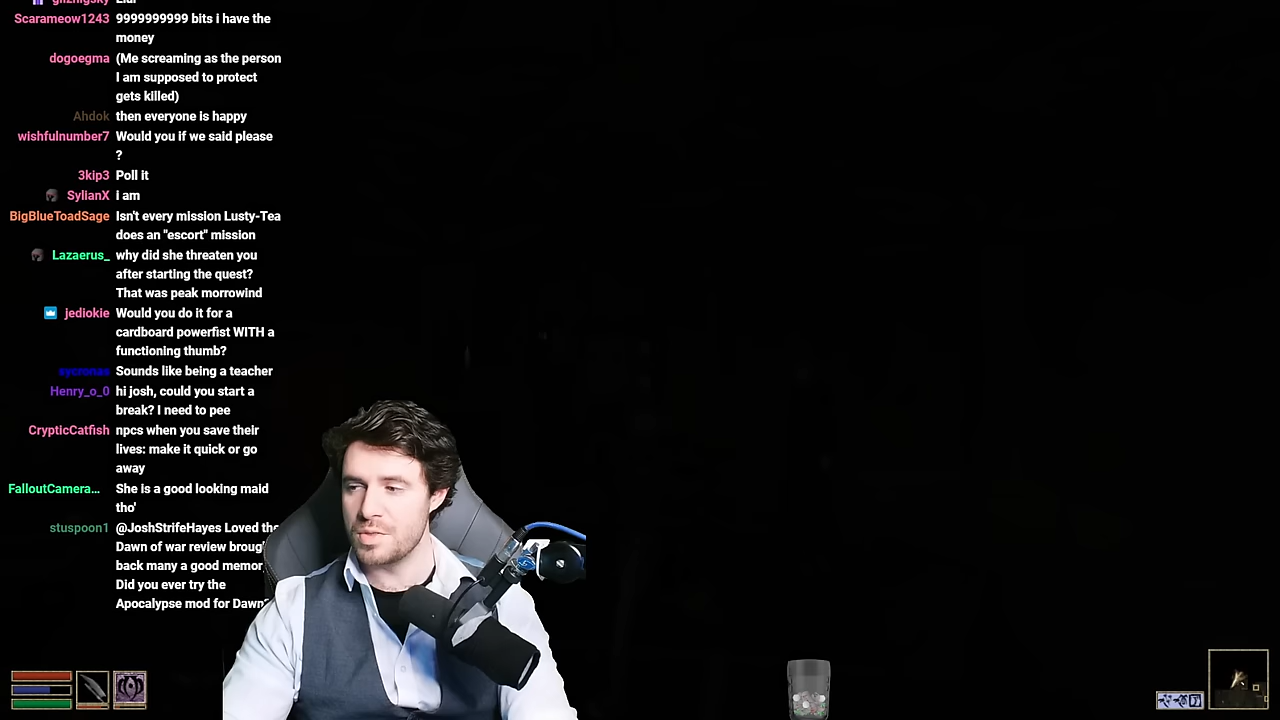 Scarameow1243 9999999999 bits i have the
money
dogoegma (Me screaming as the person
I am supposed to protect
gets killed)
Ahdok then everyone is happy
wishfulnumber7 Would you if we said please
?
3kip3 Poll it
SylianX i am
BigBlueToadSage Isn't every mission Lusty-Tea
does an "escort" mission
Lazaerus_ why did she threaten you
after starting the quest?
That was peak morrowind
jediokie Would you do it for a
cardboard powerfist WITH a
functioning thumb?
Sounds like being a teacher
Henry_o_0 hi josh, could you start a
break? I need to pee
CrypticCatfish npcs when you save their
lives: make it quick or go
away
FalloutCamera... She is a good looking maid
tho'
stuspoon1 @JoshStrifeHayes Loved the
Dawn of war review
back many a good
Did you ever try the
Apocalypse mod for